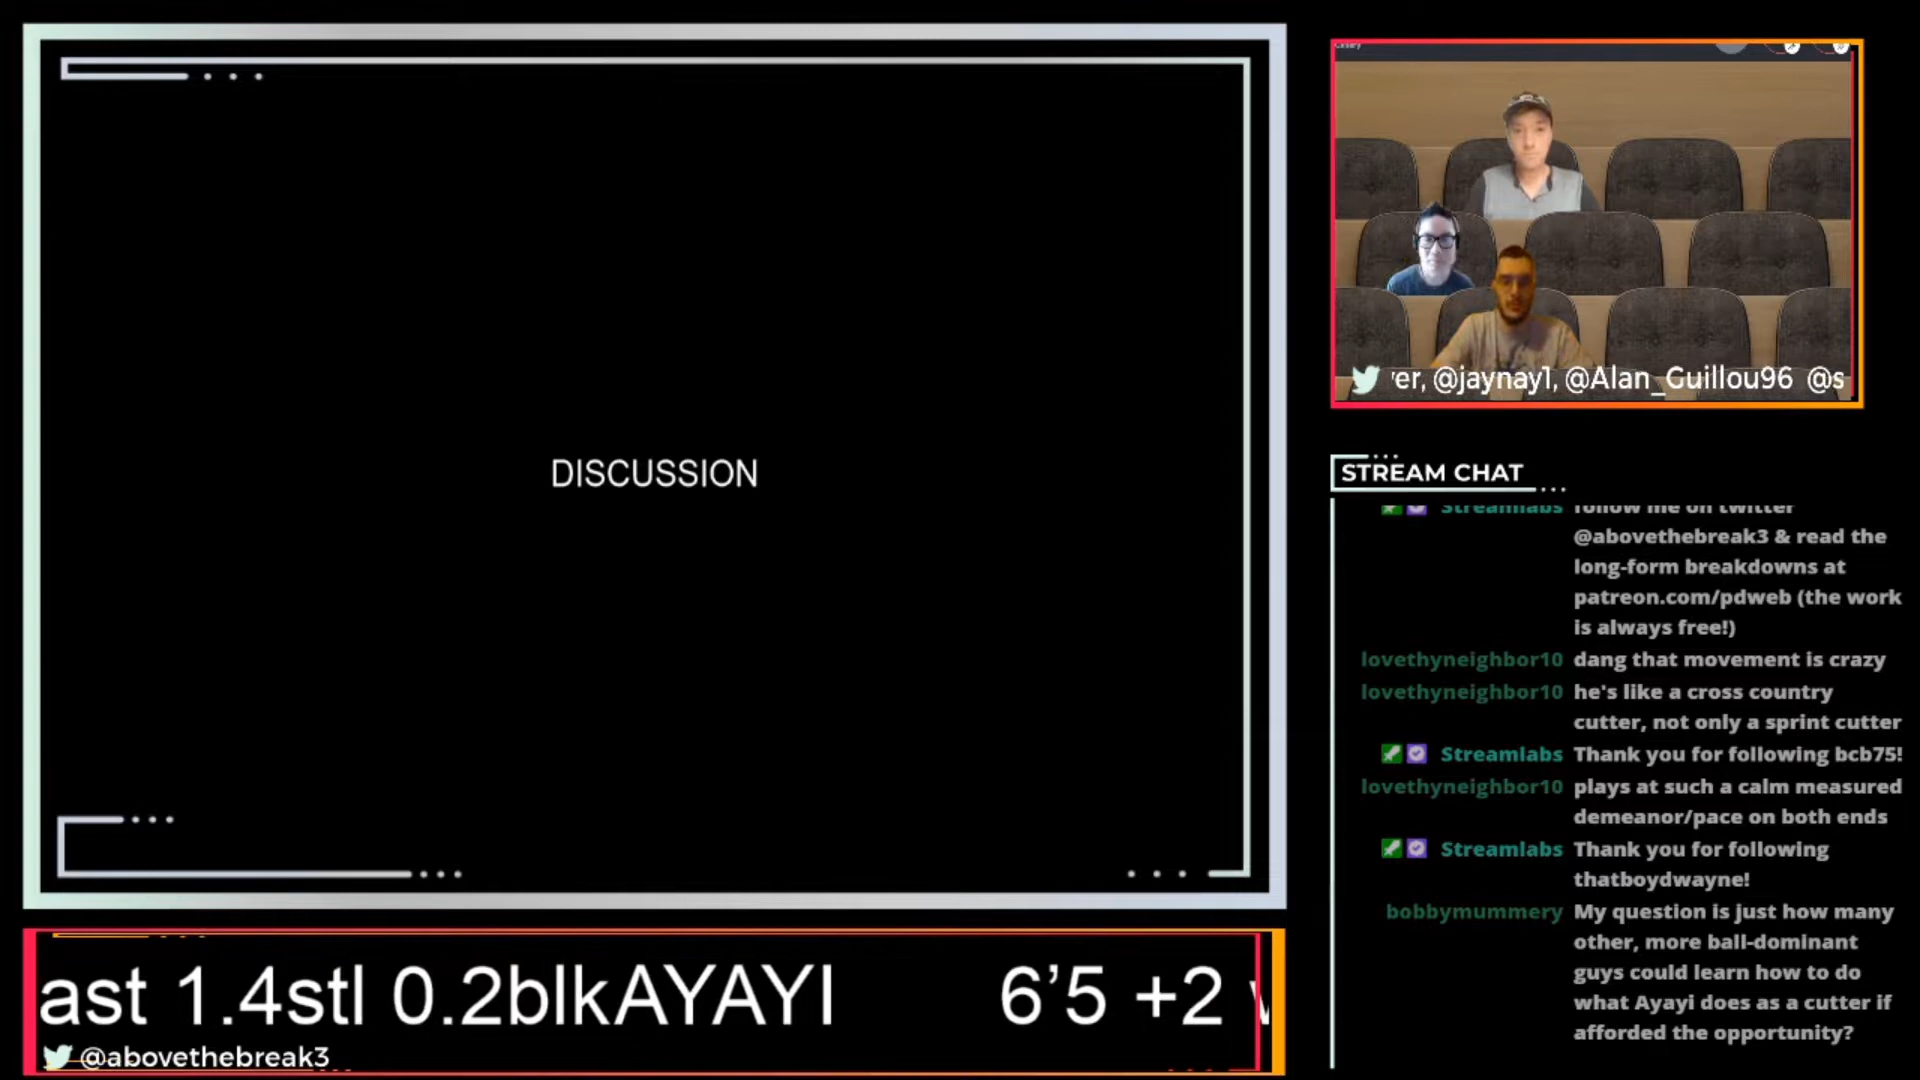 DISCUSSION
ast 1.4stl 0.2blkAYAYI 6’5 +2
@abovethebreak3
er, @jaynay1, @Alan_Guillou96 @s
STREAM CHAT
Streamlabs follow me on twitter
@abovethebreak3 & read the
long-form breakdowns at
patreon.com/pdweb (the work
is always free!)
lovethyneighbor10 dang that movement is crazy
lovethyneighbor10 he's like a cross country
cutter, not only a sprint cutter
Streamlabs Thank you for following bcb75!
lovethyneighbor10 plays at such a calm measured
demeanor/pace on both ends
Streamlabs Thank you for following
thatboydwayne!
bobbymummery My question is just how many
other, more ball-dominant
guys could learn how to do
what Ayayi does as a cutter if
afforded the opportunity?